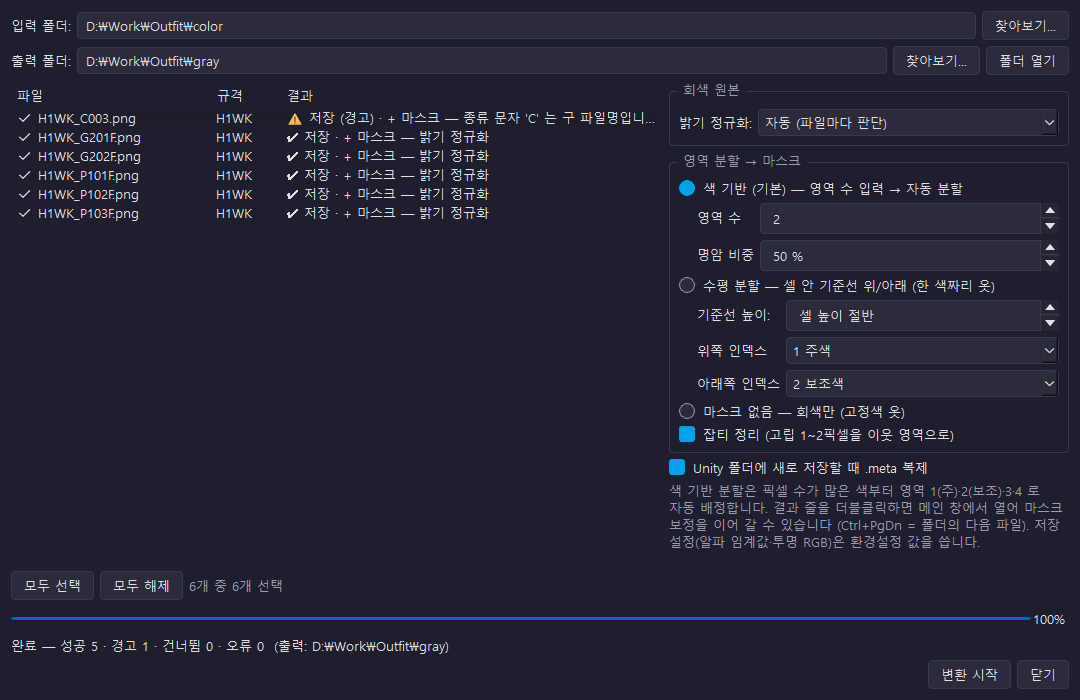 입력 폴더: D:₩Work₩Outfit₩color 찾아보기...
출력 폴더: D:₩Work₩Outfit₩gray 찾아보기... 폴더 열기
파일 규격 결과
✓ H1WK_C003.png H1WK ⚠ 저장 (경고) · + 마스크 — 종류 문자 'C' 는 구 파일명입니...
✓ H1WK_G201F.png H1WK ✔ 저장 · + 마스크 — 밝기 정규화
✓ H1WK_G202F.png H1WK ✔ 저장 · + 마스크 — 밝기 정규화
✓ H1WK_P101F.png H1WK ✔ 저장 · + 마스크 — 밝기 정규화
✓ H1WK_P102F.png H1WK ✔ 저장 · + 마스크 — 밝기 정규화
✓ H1WK_P103F.png H1WK ✔ 저장 · + 마스크 — 밝기 정규화
회색 원본
밝기 정규화: 자동 (파일마다 판단)
영역 분할 → 마스크
색 기반 (기본) — 영역 수 입력 → 자동 분할
영역 수 2
명암 비중 50 %
수평 분할 — 셀 안 기준선 위/아래 (한 색짜리 옷)
기준선 높이: 셀 높이 절반
위쪽 인덱스 1 주색
아래쪽 인덱스 2 보조색
마스크 없음 — 회색만 (고정색 옷)
잡티 정리 (고립 1~2픽셀을 이웃 영역으로)
Unity 폴더에 새로 저장할 때 .meta 복제
색 기반 분할은 픽셀 수가 많은 색부터 영역 1(주)·2(보조)·3·4 로
자동 배정합니다. 결과 줄을 더블클릭하면 메인 창에서 열어 마스크
보정을 이어 갈 수 있습니다 (Ctrl+PgDn = 폴더의 다음 파일). 저장
설정(알파 임계값·투명 RGB)은 환경설정 값을 씁니다.
모두 선택 모두 해제 6개 중 6개 선택
100%
완료 — 성공 5 · 경고 1 · 건너뜀 0 · 오류 0 (출력: D:₩Work₩Outfit₩gray)
변환 시작 닫기